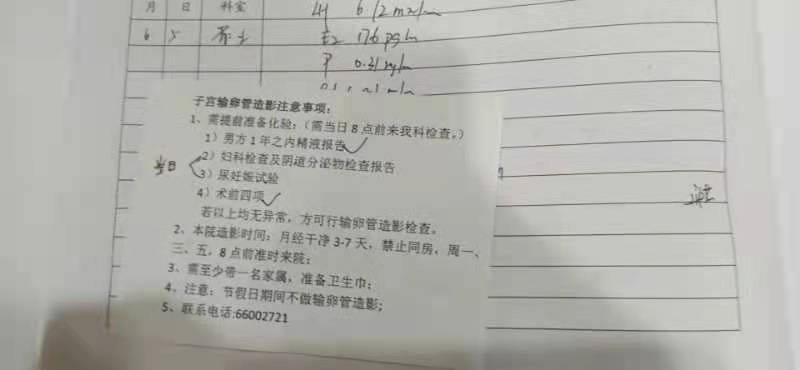 月 日 科室
LH 6.12 mIU/ml
6 5
E2 176 pg/ml
P 0.31 ng/ml
子宫输卵管造影注意事项：
1、需提前准备化验：（需当日8点前来我科检查。）
1）男方1年之内精液报告
当日
2）妇科检查及阴道分泌物检查报告
3）尿妊娠试验
4）术前四项
若以上均无异常，方可行输卵管造影检查。
2、本院造影时间：月经干净3-7天，禁止同房，周一、
三、五，8点前准时来院；
3、需至少带一名家属，准备卫生巾；
4、注意：节假日期间不做输卵管造影；
5、联系电话:66002721